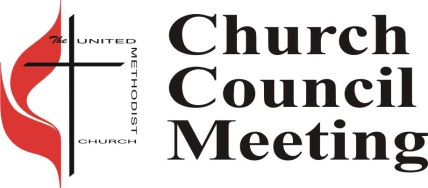 The UNITED
METHODIST
CHURCH
Church
Council
Meeting